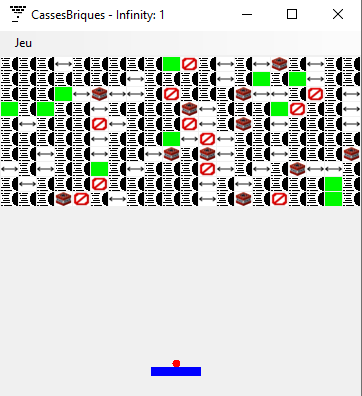 CassesBriques - Infinity: 1
Jeu